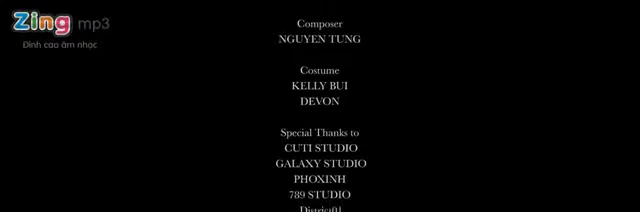 Zing mp3
Đỉnh cao âm nhạc
Composer
NGUYEN TUNG
Costume
KELLY BUI
DEVON
Special Thanks to
CUTI STUDIO
GALAXY STUDIO
PHOXINH
789 STUDIO